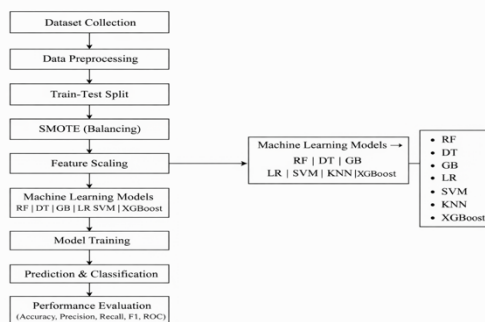 Dataset Collection
Data Preprocessing
Train-Test Split
SMOTE (Balancing)
Feature Scaling
Machine Learning Models
RF | DT | GB | LR SVM | XGBoost
Model Training
Prediction & Classification
Performance Evaluation
(Accuracy, Precision, Recall, F1, ROC)
Machine Learning Models →
RF | DT | GB
LR | SVM | KNN |XGBoost
• RF
• DT
• GB
• LR
• SVM
• KNN
• XGBoost